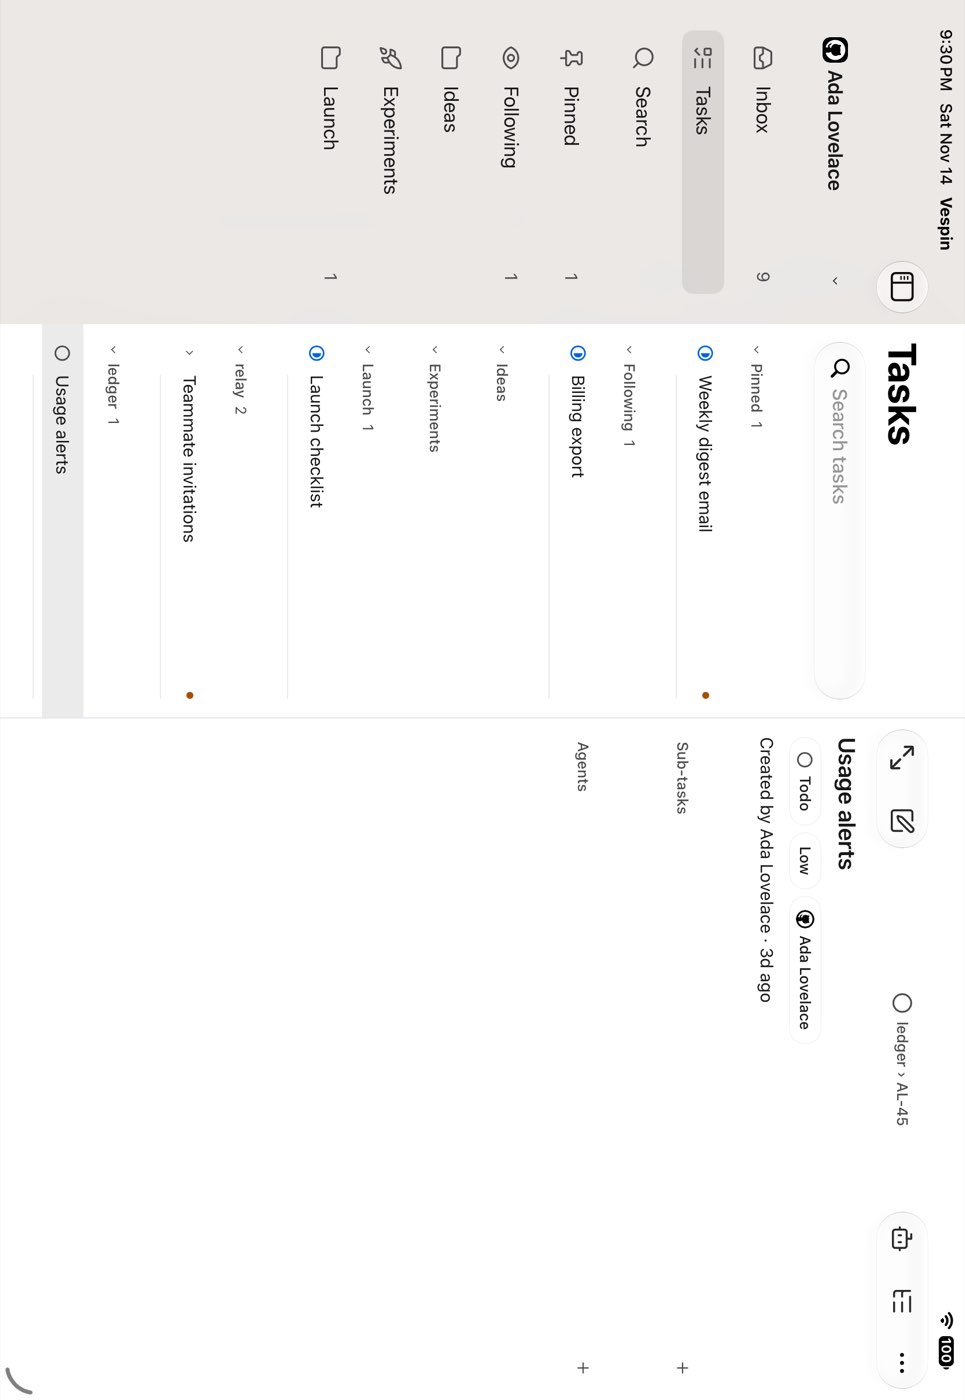 9:30 PM Sat Nov 14 Vespin
100
Ada Lovelace
Inbox 9
Tasks
Search
Pinned 1
Following 1
Ideas
Experiments
Launch 1
Tasks
Search tasks
Pinned 1
Weekly digest email
Following 1
Billing export
Ideas
Experiments
Launch 1
Launch checklist
relay 2
Teammate invitations
ledger 1
Usage alerts
ledger › AL-45
Usage alerts
Todo Low Ada Lovelace
Created by Ada Lovelace · 3d ago
Sub-tasks
Agents